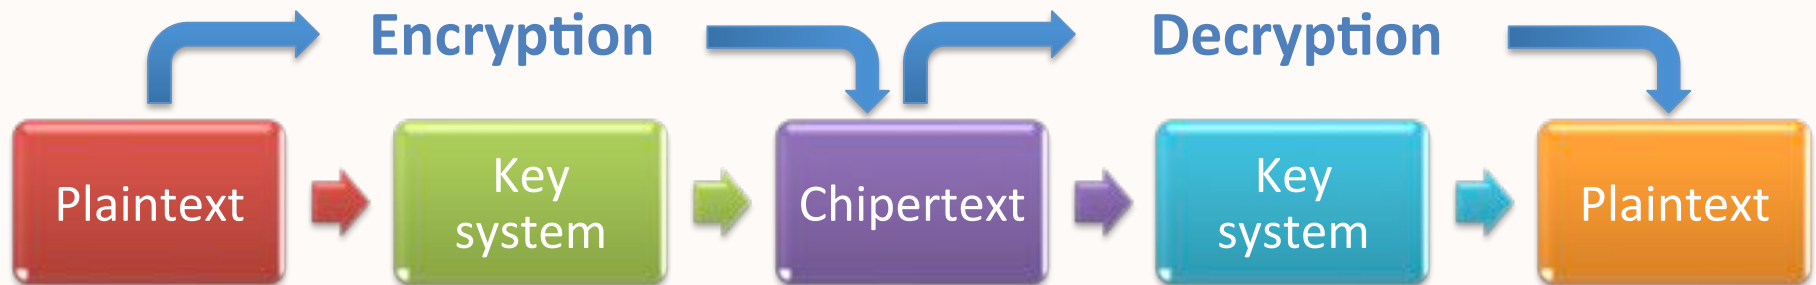 Encryption
Decryption
Plaintext
Key
system
Chipertext
Key
system
Plaintext